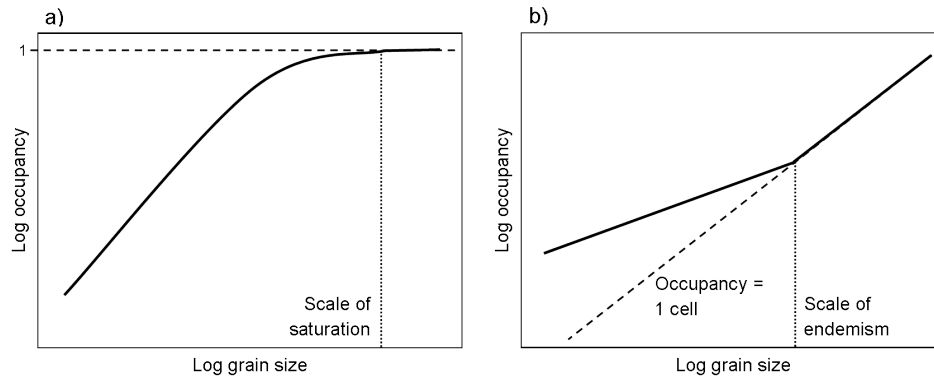 a)
1
Log occupancy
Scale of
saturation
Log grain size
b)
Log occupancy
Occupancy =
1 cell
Scale of
endemism
Log grain size